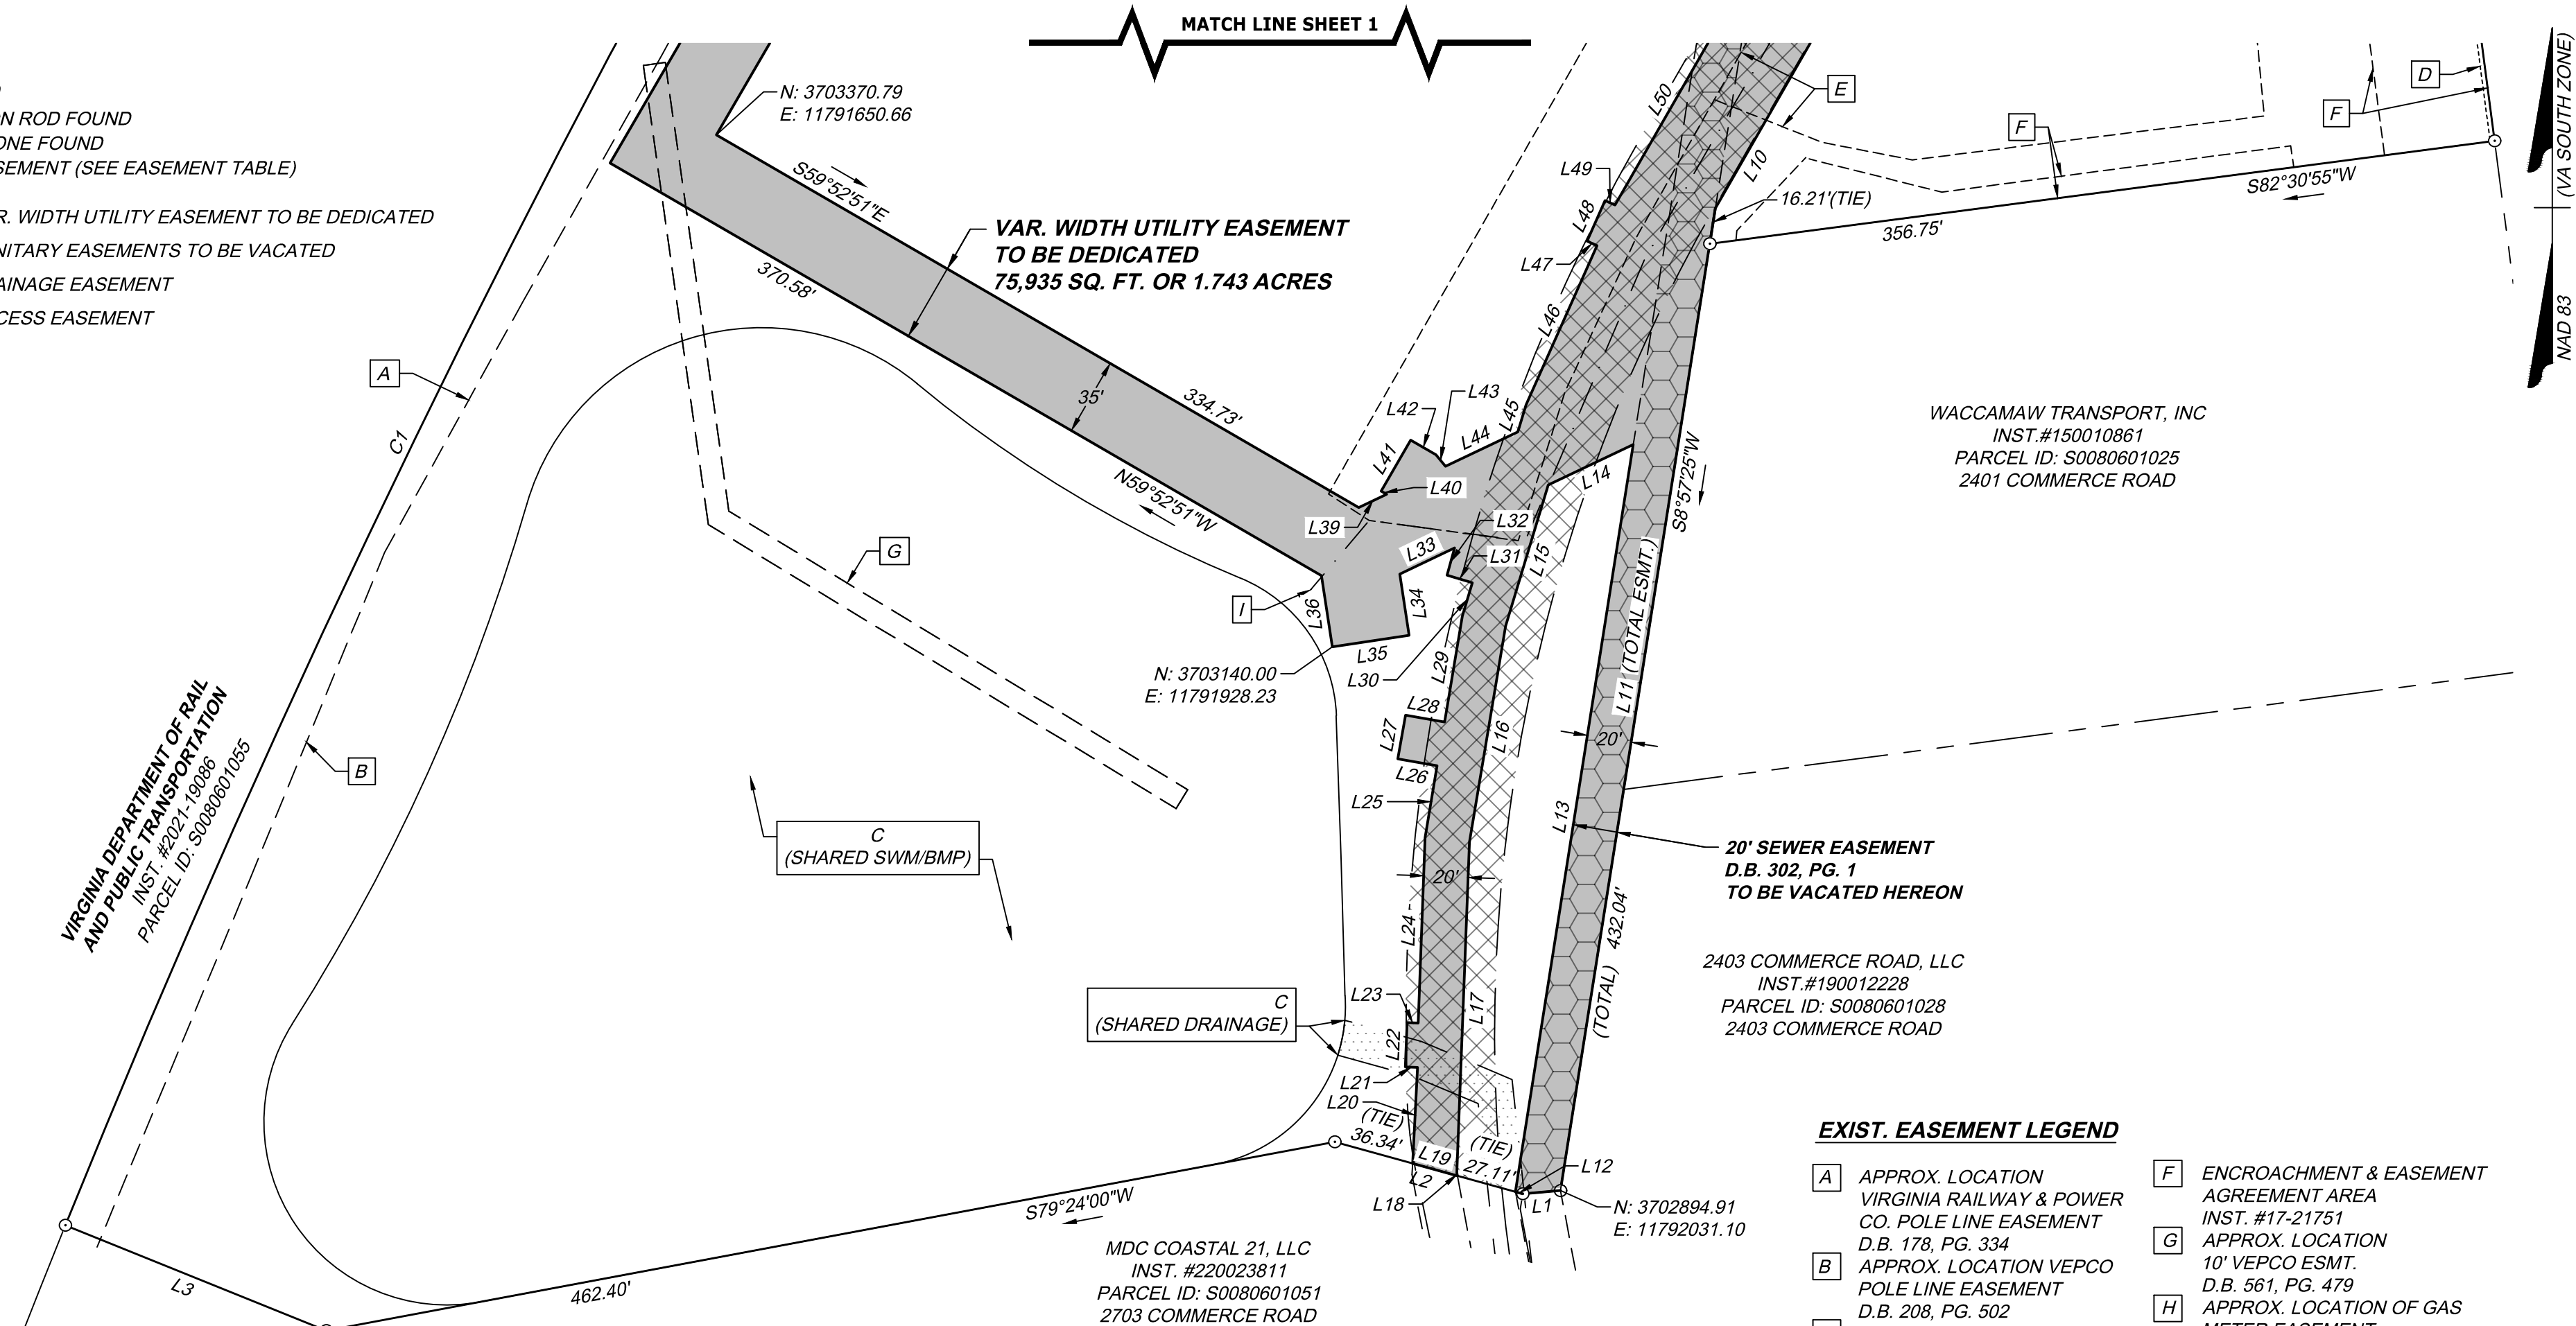 MATCH LINE SHEET 1
N ROD FOUND
ONE FOUND
SEMENT (SEE EASEMENT TABLE)
R. WIDTH UTILITY EASEMENT TO BE DEDICATED
NITARY EASEMENTS TO BE VACATED
AINAGE EASEMENT
CESS EASEMENT
N: 3703370.79
E: 11791650.66
S59°52'51"E
VAR. WIDTH UTILITY EASEMENT
TO BE DEDICATED
75,935 SQ. FT. OR 1.743 ACRES
370.58'
35'
334.73'
N59°52'51"W
A
C1
B
G
I
VIRGINIA DEPARTMENT OF RAIL
AND PUBLIC TRANSPORTATION
INST. #2021-19086
PARCEL ID: S0080601055
C
(SHARED SWM/BMP)
C
(SHARED DRAINAGE)
L50
E
L10
L49
L48
L47
L46
L45
L44
L43
L42
L41
L40
L39
L36
L35
L34
L33
L32
L31
L30
L29
L28
L27
L26
L25
L24
L23
L22
L21
L20
L19
L18
L17
L16
L15
L14
L13
L12
L11 (TOTAL ESMT.)
L1
L2
L3
20'
20'
16.21'(TIE)
F
F
D
S82°30'55"W
356.75'
(VA SOUTH ZONE)
NAD 83
S8°57'25"W
(TOTAL) 432.04'
WACCAMAW TRANSPORT, INC
INST.#150010861
PARCEL ID: S0080601025
2401 COMMERCE ROAD
N: 3703140.00
E: 11791928.23
20' SEWER EASEMENT
D.B. 302, PG. 1
TO BE VACATED HEREON
2403 COMMERCE ROAD, LLC
INST.#190012228
PARCEL ID: S0080601028
2403 COMMERCE ROAD
(TIE)
36.34'
(TIE)
27.11'
N: 3702894.91
E: 11792031.10
S79°24'00"W
462.40'
MDC COASTAL 21, LLC
INST. #220023811
PARCEL ID: S0080601051
2703 COMMERCE ROAD
EXIST. EASEMENT LEGEND
A APPROX. LOCATION
VIRGINIA RAILWAY & POWER
CO. POLE LINE EASEMENT
D.B. 178, PG. 334
B APPROX. LOCATION VEPCO
POLE LINE EASEMENT
D.B. 208, PG. 502
F ENCROACHMENT & EASEMENT
AGREEMENT AREA
INST. #17-21751
G APPROX. LOCATION
10' VEPCO ESMT.
D.B. 561, PG. 479
H APPROX. LOCATION OF GAS
METER EASEMENT